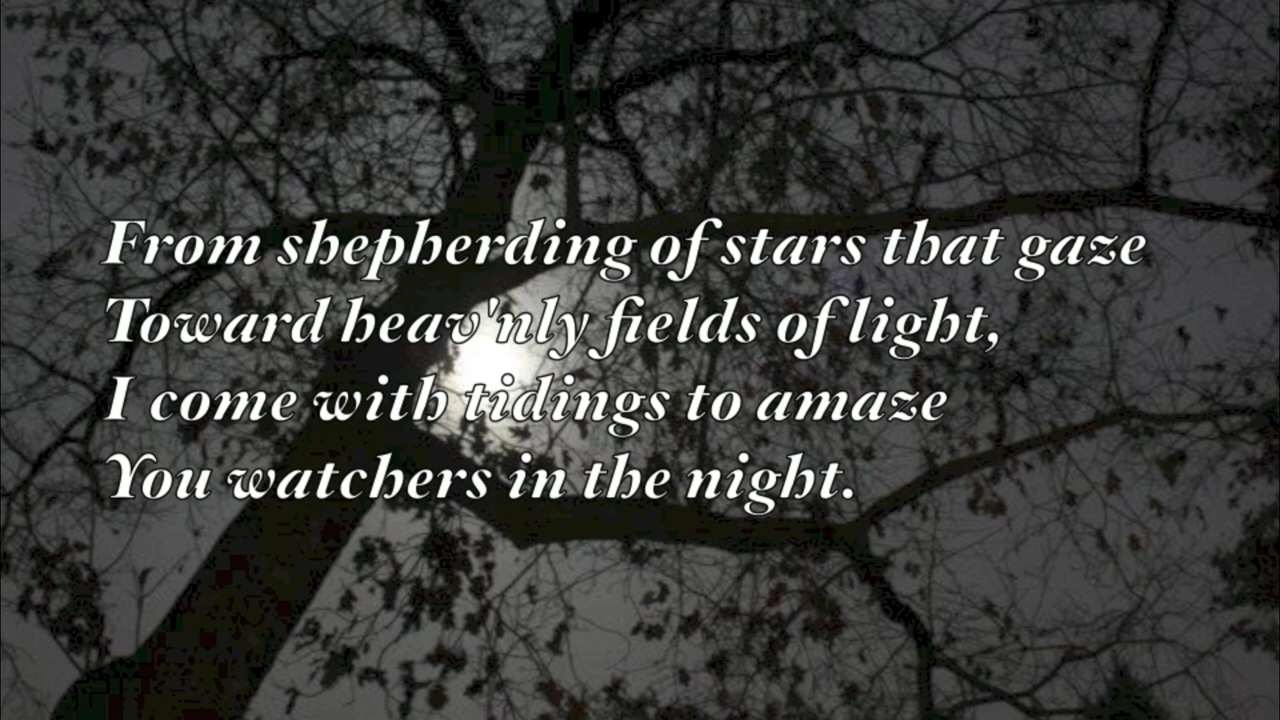 From shepherding of stars that gaze
Toward heav'nly fields of light,
I come with tidings to amaze
You watchers in the night.